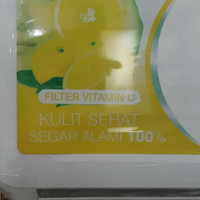 FILTER VITAMIN C
KULIT SEHAT
SEGAR ALAMI 100%